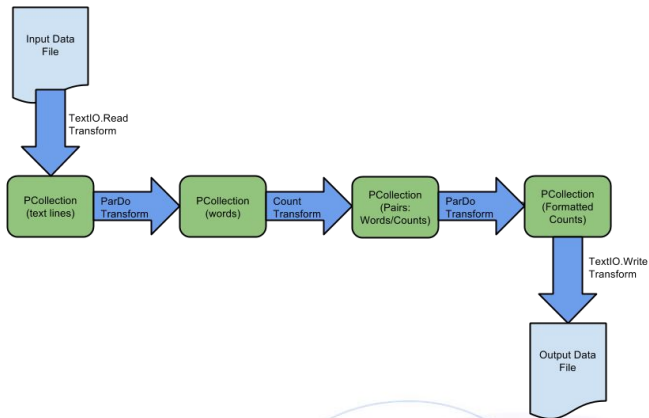 Input Data
File
TextIO.Read
Transform
PCollection
(text lines)
ParDo
Transform
PCollection
(words)
Count
Transform
PCollection
(Pairs:
Words/Counts)
ParDo
Transform
PCollection
(Formatted
Counts)
TextIO.Write
Transform
Output Data
File